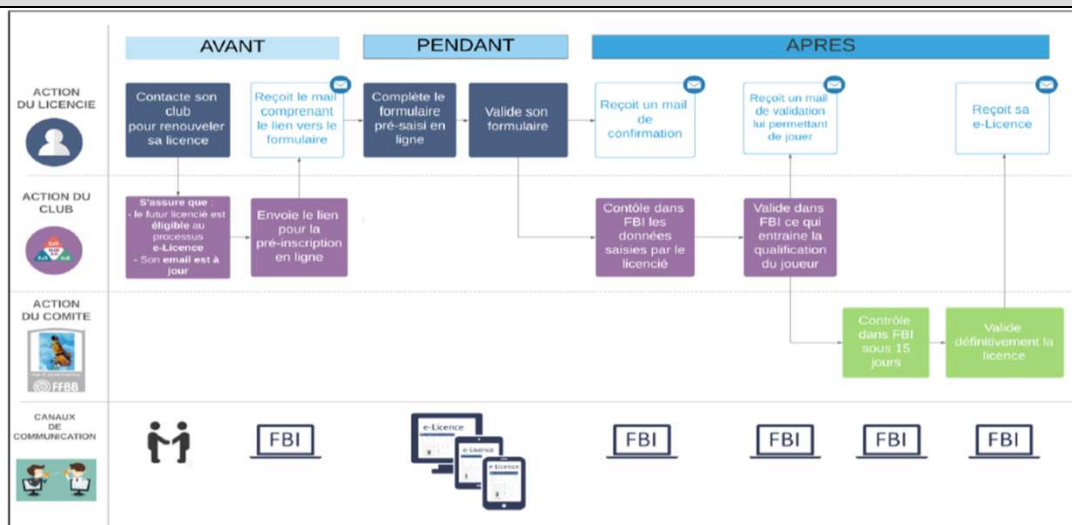 AVANT
PENDANT
APRES
ACTION
DU LICENCIE
Contacte son
club
pour renouveler
sa licence
Reçoit le mail
comprenant
le lien vers le
formulaire
Complète le
formulaire
pré-saisi en
ligne
Valide son
formulaire
Reçoit un mail
de
confirmation
Reçoit un mail
de validation
lui permettant
de jouer
Reçoit sa
e-Licence
ACTION DU
CLUB
S'assure que :
- le futur licencié est
éligible au
processus
e-Licence
- Son email est à
jour
Envoie le lien
pour la
pré-inscription
en ligne
Contôle dans
FBI les
données
saisies par le
licencié
Valide dans
FBI ce qui
entraine la
qualification
du joueur
ACTION
DU COMITE
FFBB
Contrôle
dans FBI
sous 15
jours
Valide
définitivement la
licence
CANAUX
DE
COMMUNICATION
FBI
e-Licence
e-Licence
e-Licence
FBI
FBI
FBI
FBI